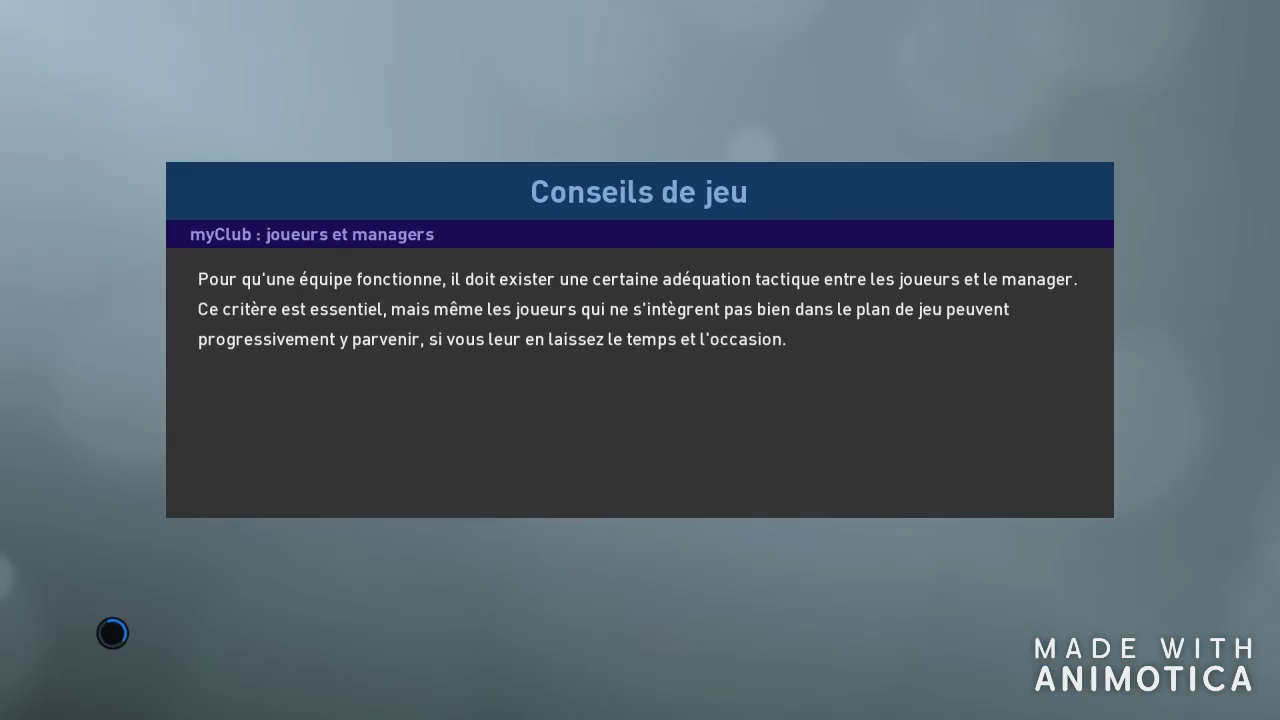 Conseils de jeu
myClub : joueurs et managers
Pour qu'une équipe fonctionne, il doit exister une certaine adéquation tactique entre les joueurs et le manager.
Ce critère est essentiel, mais même les joueurs qui ne s'intègrent pas bien dans le plan de jeu peuvent
progressivement y parvenir, si vous leur en laissez le temps et l'occasion.
MADE WITH
ANIMOTICA